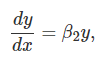 dy/dx = β₂y,